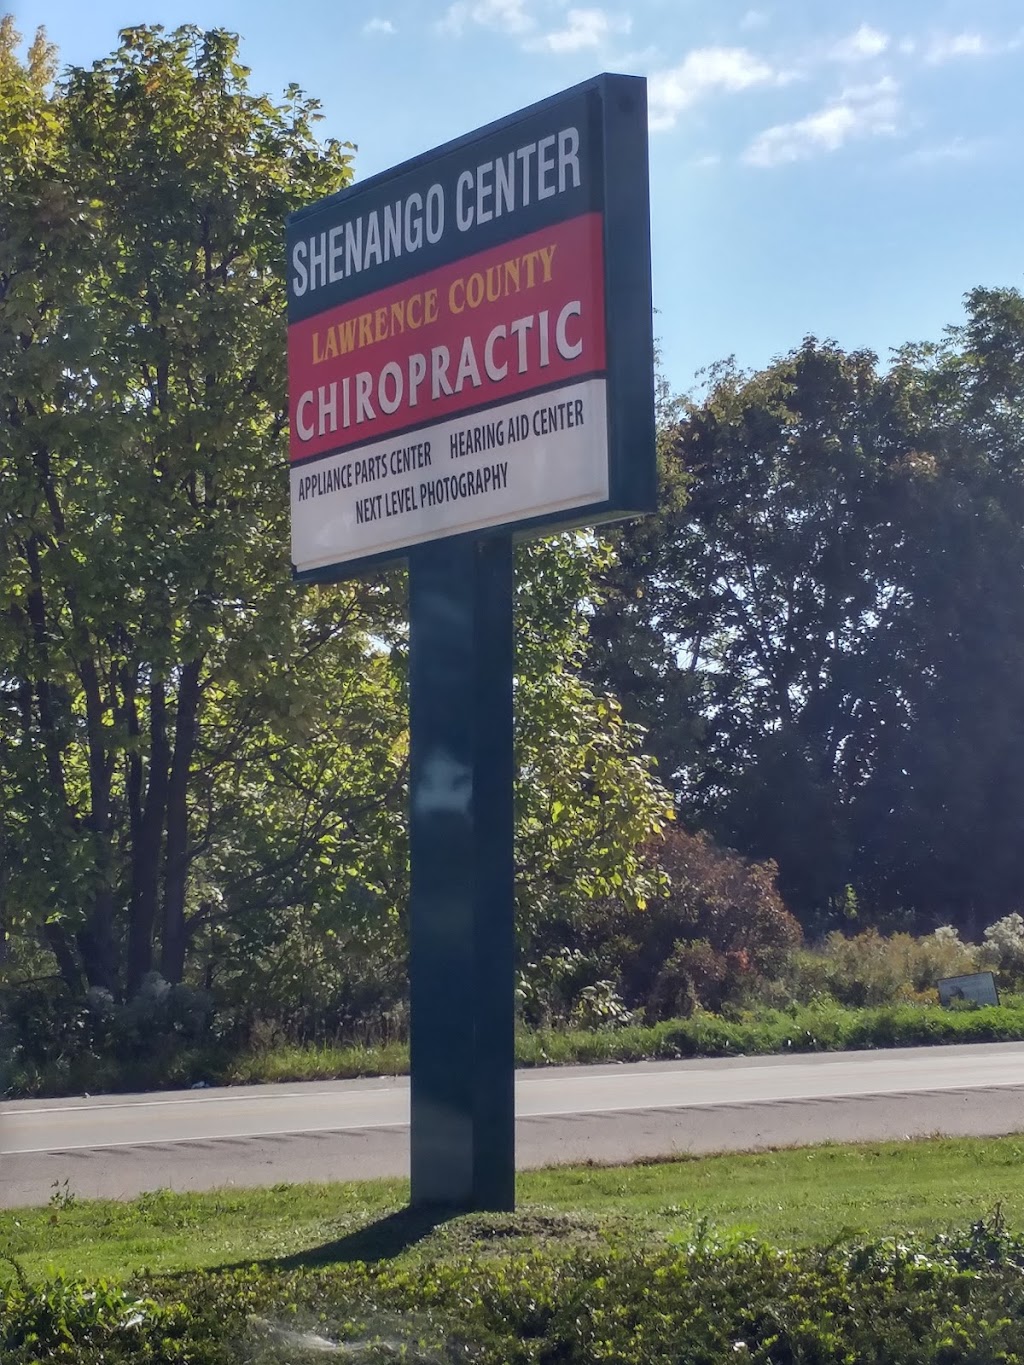 SHENANGO CENTER
LAWRENCE COUNTY
CHIROPRACTIC
APPLIANCE PARTS CENTER HEARING AID CENTER
NEXT LEVEL PHOTOGRAPHY